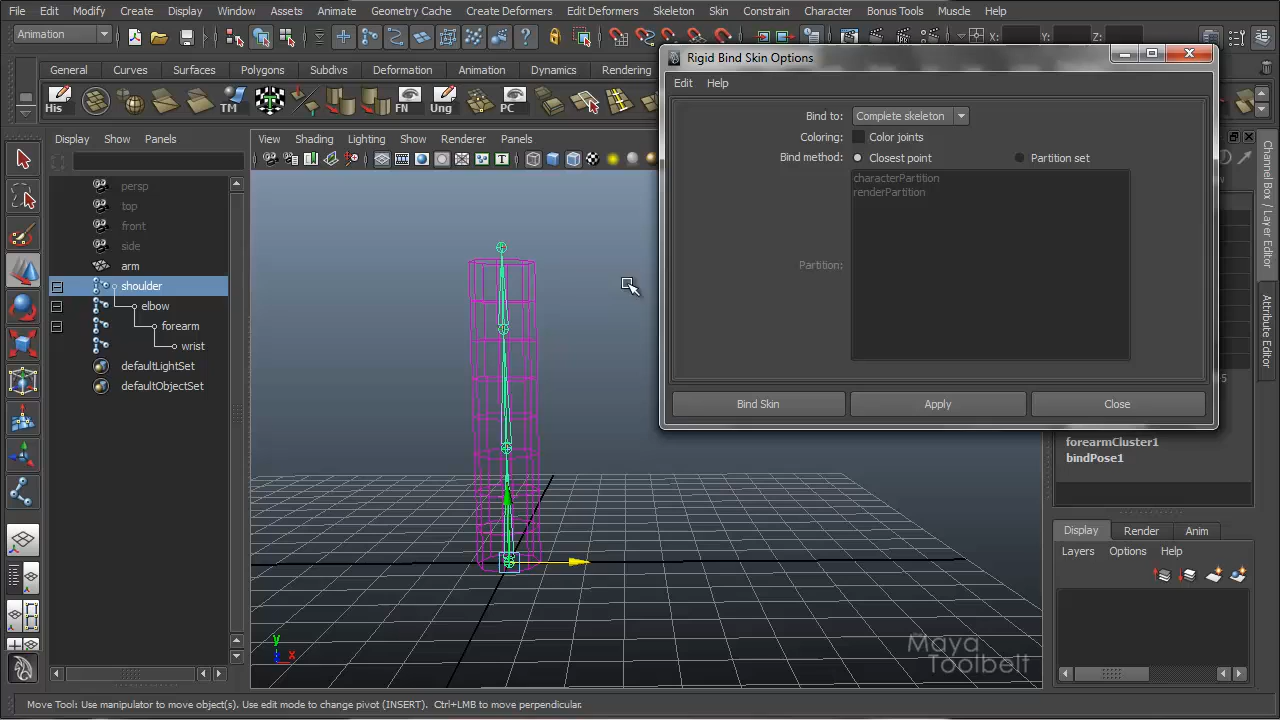 File Edit Modify Create Display Window Assets Animate Geometry Cache Create Deformers Edit Deformers Skeleton Skin Constrain Character Bonus Tools Muscle Help
Animation
X: Y: Z:
Rigid Bind Skin Options
General Curves Surfaces Polygons Subdivs Deformation Animation Dynamics Rendering
Edit Help
His TM FN Ung PC
Bind to: Complete skeleton
Coloring: Color joints
Bind method: Closest point Partition set
characterPartition
renderPartition
Partition:
Bind Skin Apply Close
Display Show Panels
View Shading Lighting Show Renderer Panels
persp
top
front
side
arm
shoulder
elbow
forearm
wrist
defaultLightSet
defaultObjectSet
Channel Box / Layer Editor
Attribute Editor
forearmCluster1
bindPose1
Display Render Anim
Layers Options Help
y
x
Maya
Toolbelt
Move Tool: Use manipulator to move object(s). Use edit mode to change pivot (INSERT). Ctrl+LMB to move perpendicular.